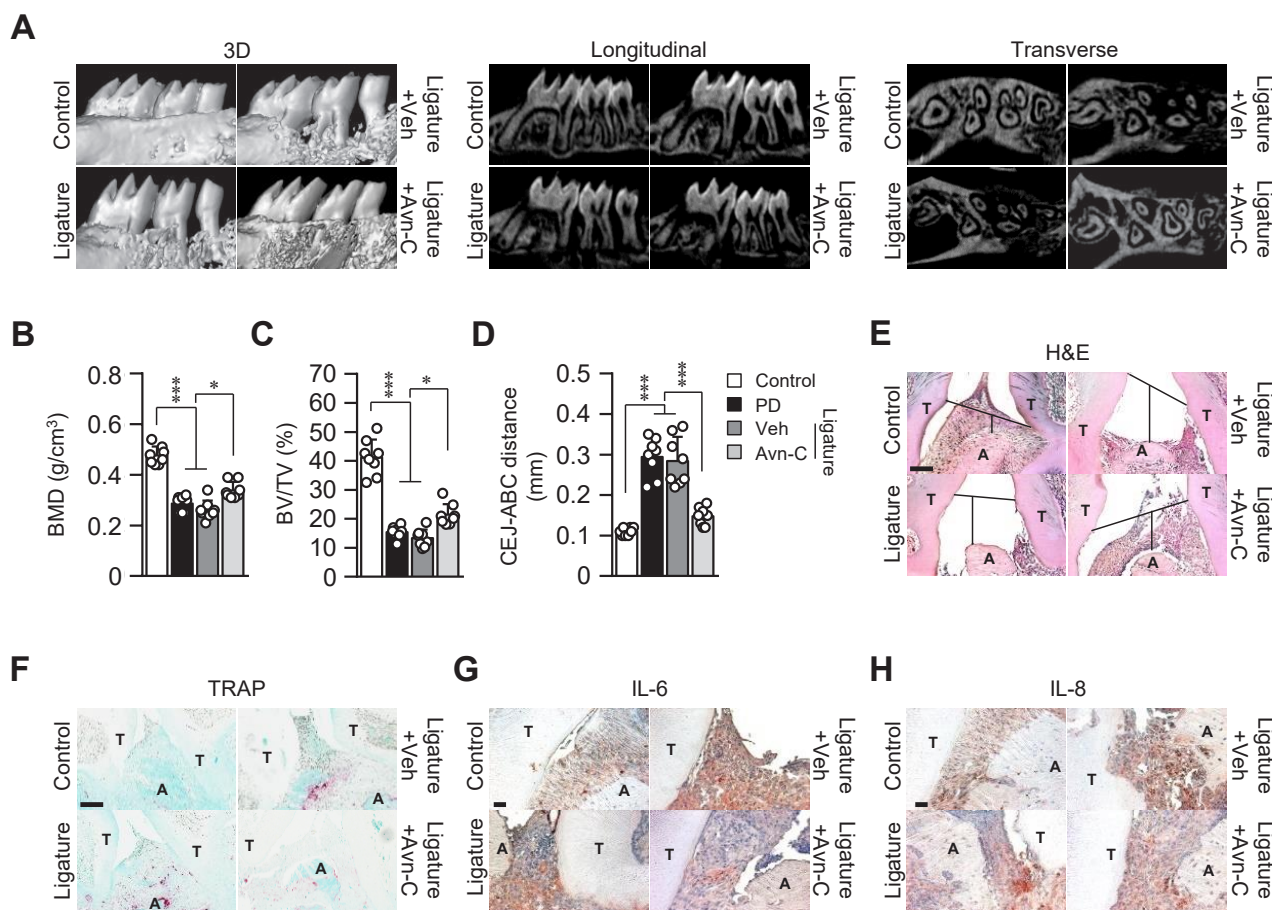 A
3D
Longitudinal
Transverse
Control
Ligature
+Veh
Ligature
Ligature
+Avn-C
Control
Ligature
+Veh
Ligature
Ligature
+Avn-C
Control
Ligature
+Veh
Ligature
Ligature
+Avn-C
B
BMD (g/cm³)
0.8
0.6
0.4
0.2
0
***
*
C
BV/TV (%)
70
60
50
40
30
20
10
0
***
*
D
CEJ-ABC distance
(mm)
0.5
0.4
0.3
0.2
0.1
0
***
***
Control
PD
Veh
Avn-C
Ligature
E
H&E
Control
Ligature
+Veh
Ligature
Ligature
+Avn-C
T
T
A
T
T
A
T
T
A
T
T
A
F
TRAP
Control
Ligature
+Veh
Ligature
Ligature
+Avn-C
T
T
A
T
T
A
T
T
A
T
T
A
G
IL-6
Control
Ligature
+Veh
Ligature
Ligature
+Avn-C
T
A
T
A
T
T
A
H
IL-8
Control
Ligature
+Veh
Ligature
Ligature
+Avn-C
T
A
T
A
A
T
T
A